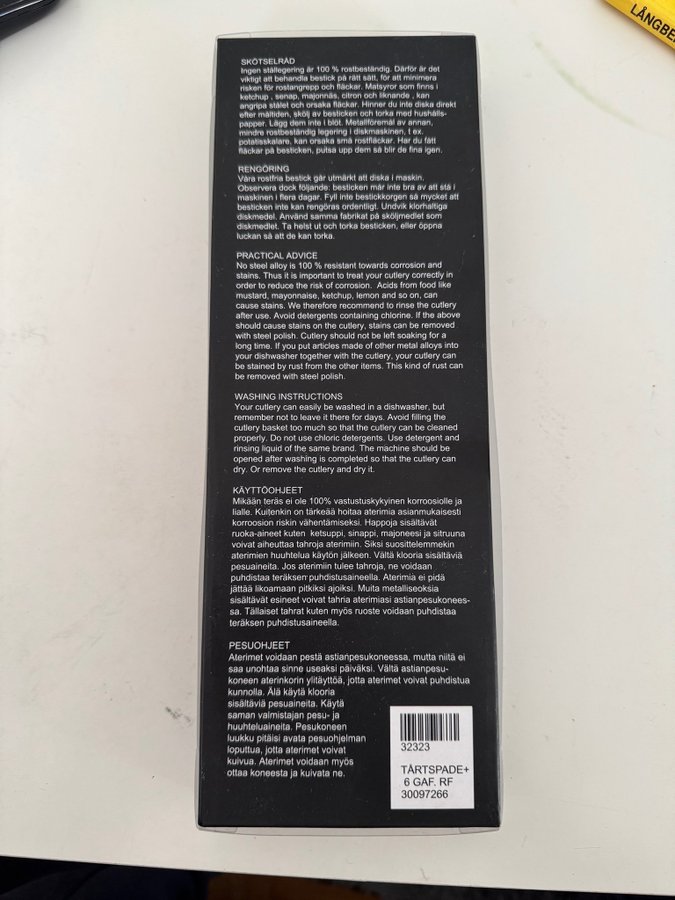 LÅNGBE
SKÖTSELRÅD
Ingen stållegering är 100 % rostbeständig. Därför är det
viktigt att behandla bestick på rätt sätt, för att minimera
risken för rostangrepp och fläckar. Matsyror som finns i
ketchup , senap, majonnäs, citron och liknande , kan
angripa stålet och orsaka fläckar. Hinner du inte diska direkt
efter måltiden, skölj av besticken och torka med hushålls-
papper. Lägg dem inte i blöt. Metallföremål av annan,
mindre rostbeständig legering i diskmaskinen, t ex.
potatisskalare, kan orsaka små rostfläckar. Har du fått
fläckar på besticken, putsa upp dem så blir de fina igen.
RENGÖRING
Våra rostfria bestick går utmärkt att diska i maskin.
Observera dock följande: besticken mår inte bra av att stå i
maskinen i flera dagar. Fyll inte bestickkorgen så mycket att
besticken inte kan rengöras ordentligt. Undvik klorhaltiga
diskmedel. Använd samma fabrikat på sköljmedlet som
diskmedlet. Ta helst ut och torka besticken, eller öppna
luckan så att de kan torka.
PRACTICAL ADVICE
No steel alloy is 100 % resistant towards corrosion and
stains. Thus it is important to treat your cutlery correctly in
order to reduce the risk of corrosion. Acids from food like
mustard, mayonnaise, ketchup, lemon and so on, can
cause stains. We therefore recommend to rinse the cutlery
after use. Avoid detergents containing chlorine. If the above
should cause stains on the cutlery, stains can be removed
with steel polish. Cutlery should not be left soaking for a
long time. If you put articles made of other metal alloys into
your dishwasher together with the cutlery, your cutlery can
be stained by rust from the other items. This kind of rust can
be removed with steel polish.
WASHING INSTRUCTIONS
Your cutlery can easily be washed in a dishwasher, but
remember not to leave it there for days. Avoid filling the
cutlery basket too much so that the cutlery can be cleaned
properly. Do not use chloric detergents. Use detergent and
rinsing liquid of the same brand. The machine should be
opened after washing is completed so that the cutlery can
dry. Or remove the cutlery and dry it.
KÄYTTÖOHJEET
Mikään teräs ei ole 100% vastustuskykyinen korroosiolle ja
lialle. Kuitenkin on tärkeää hoitaa aterimia asianmukaisesti
korroosion riskin vähentämiseksi. Happoja sisältävät
ruoka-aineet kuten ketsuppi, sinappi, majoneesi ja sitruuna
voivat aiheuttaa tahroja aterimiin. Siksi suosittelemmekin
aterimien huuhtelua käytön jälkeen. Vältä klooria sisältäviä
pesuaineita. Jos aterimiin tulee tahroja, ne voidaan
puhdistaa teräksen puhdistusaineella. Aterimia ei pidä
jättää likoamaan pitkiksi ajoiksi. Muita metalliseoksia
sisältävät esineet voivat tahria aterimiasi astianpesukonees-
sa. Tällaiset tahrat kuten myös ruoste voidaan puhdistaa
teräksen puhdistusaineella.
PESUOHJEET
Aterimet voidaan pestä astianpesukoneessa, mutta niitä ei
saa unohtaa sinne useaksi päiväksi. Vältä astianpesu-
koneen aterinkorin ylitäyttöä, jotta aterimet voivat puhdistua
kunnolla. Älä käytä klooria
sisältäviä pesuaineita. Käytä
saman valmistajan pesu- ja
huuhteluaineita. Pesukoneen
luukku pitäisi avata pesuohjelman
loputtua, jotta aterimet voivat
kuivua. Aterimet voidaan myös
ottaa koneesta ja kuivata ne.
32323
TÅRTSPADE+
6 GAF. RF
30097266